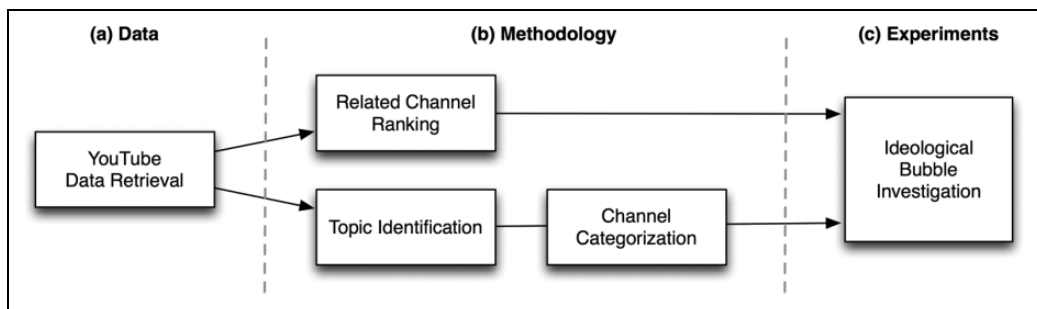 (a) Data
(b) Methodology
(c) Experiments
YouTube
Data Retrieval
Related Channel
Ranking
Topic Identification
Channel
Categorization
Ideological
Bubble
Investigation